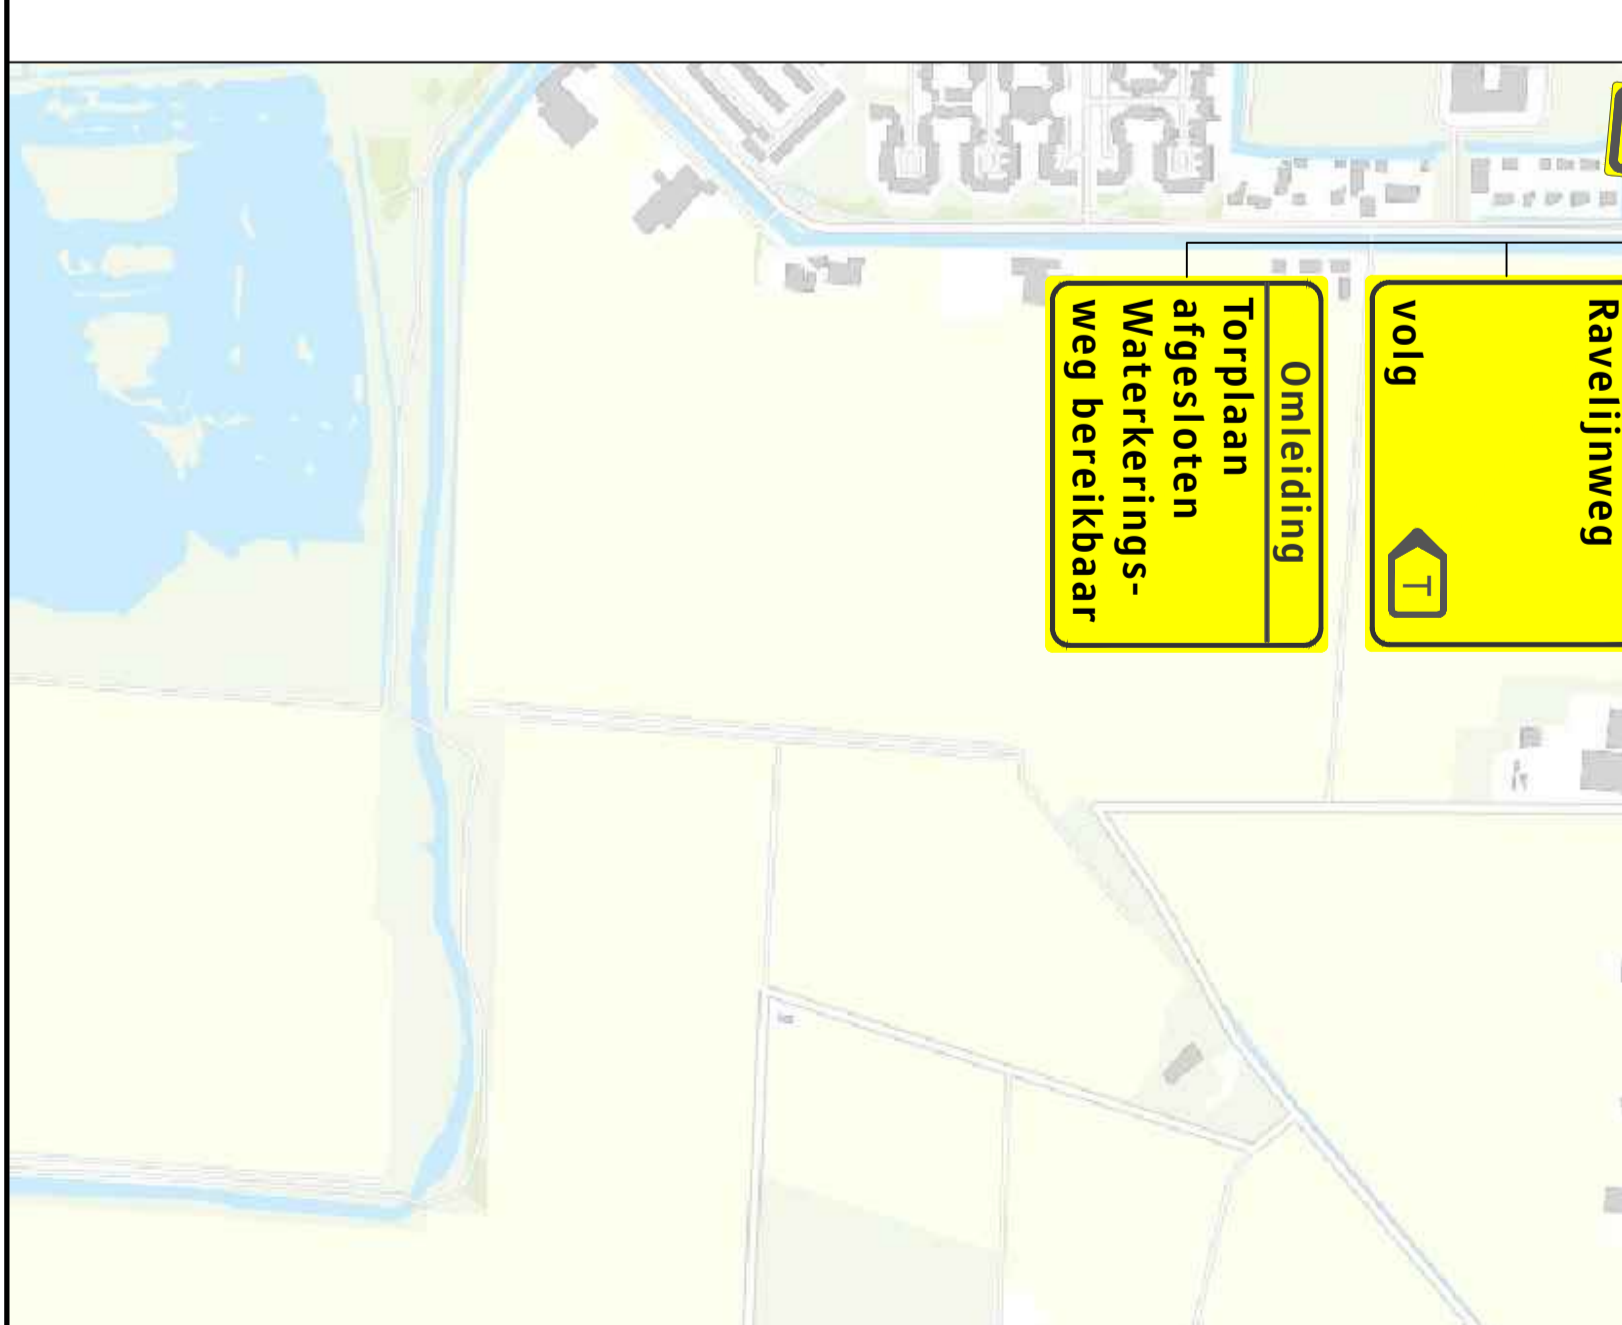 Omleiding
Torplaan
afgesloten
Waterkerings-
weg bereikbaar
Ravelijnweg
volg
T